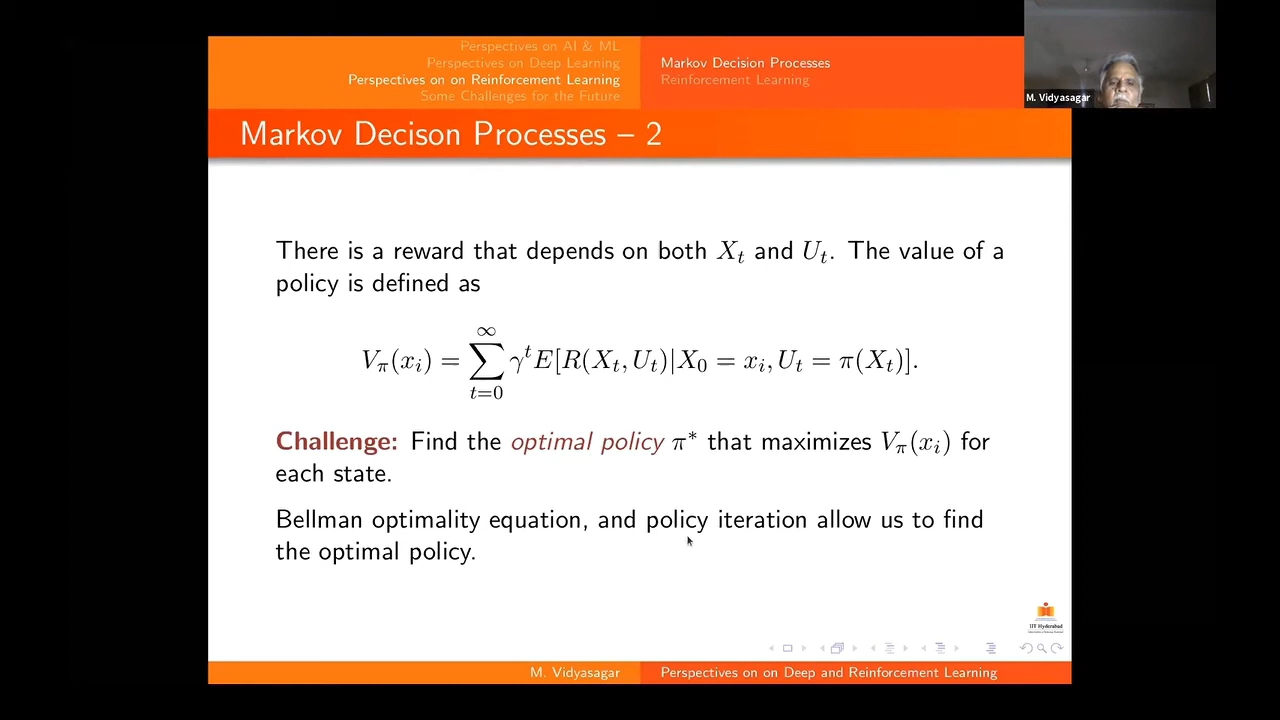 Perspectives on AI & ML
Perspectives on Deep Learning
Perspectives on on Reinforcement Learning
Some Challenges for the Future
Markov Decision Processes
Reinforcement Learning
M. Vidyasagar
Markov Decison Processes – 2
There is a reward that depends on both Xₜ and Uₜ. The value of a
policy is defined as
V_π(x_i) = ∑_{t=0}^{∞} γ^t E[R(X_t, U_t)|X_0 = x_i, U_t = π(X_t)].
Challenge: Find the optimal policy π* that maximizes V_π(x_i) for
each state.
Bellman optimality equation, and policy iteration allow us to find
the optimal policy.
IIT Hyderabad
M. Vidyasagar
Perspectives on on Deep and Reinforcement Learning